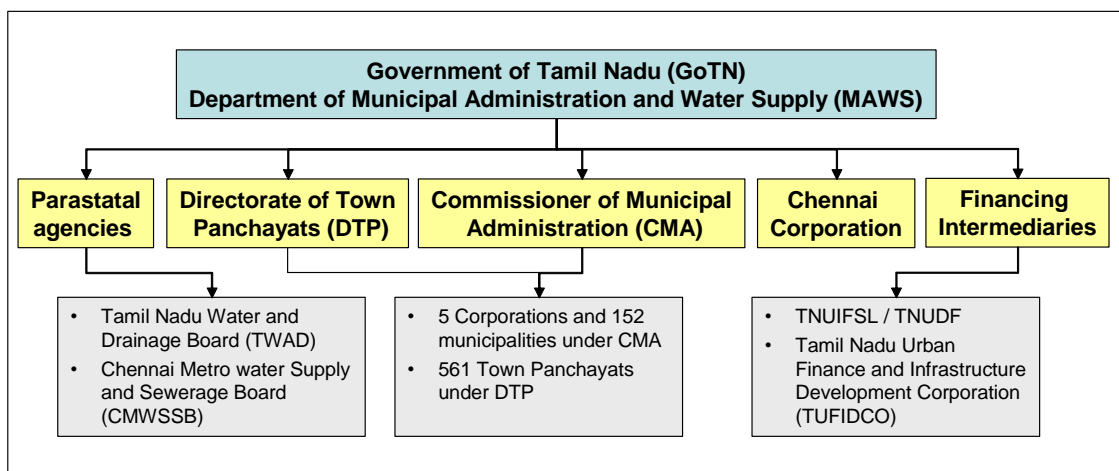 Government of Tamil Nadu (GoTN)
Department of Municipal Administration and Water Supply (MAWS)
Parastatal
agencies
Directorate of Town
Panchayats (DTP)
Commissioner of Municipal
Administration (CMA)
Chennai
Corporation
Financing
Intermediaries
• Tamil Nadu Water and
Drainage Board (TWAD)
• Chennai Metro water Supply
and Sewerage Board
(CMWSSB)
• 5 Corporations and 152
municipalities under CMA
• 561 Town Panchayats
under DTP
• TNUIFSL / TNUDF
• Tamil Nadu Urban
Finance and Infrastructure
Development Corporation
(TUFIDCO)